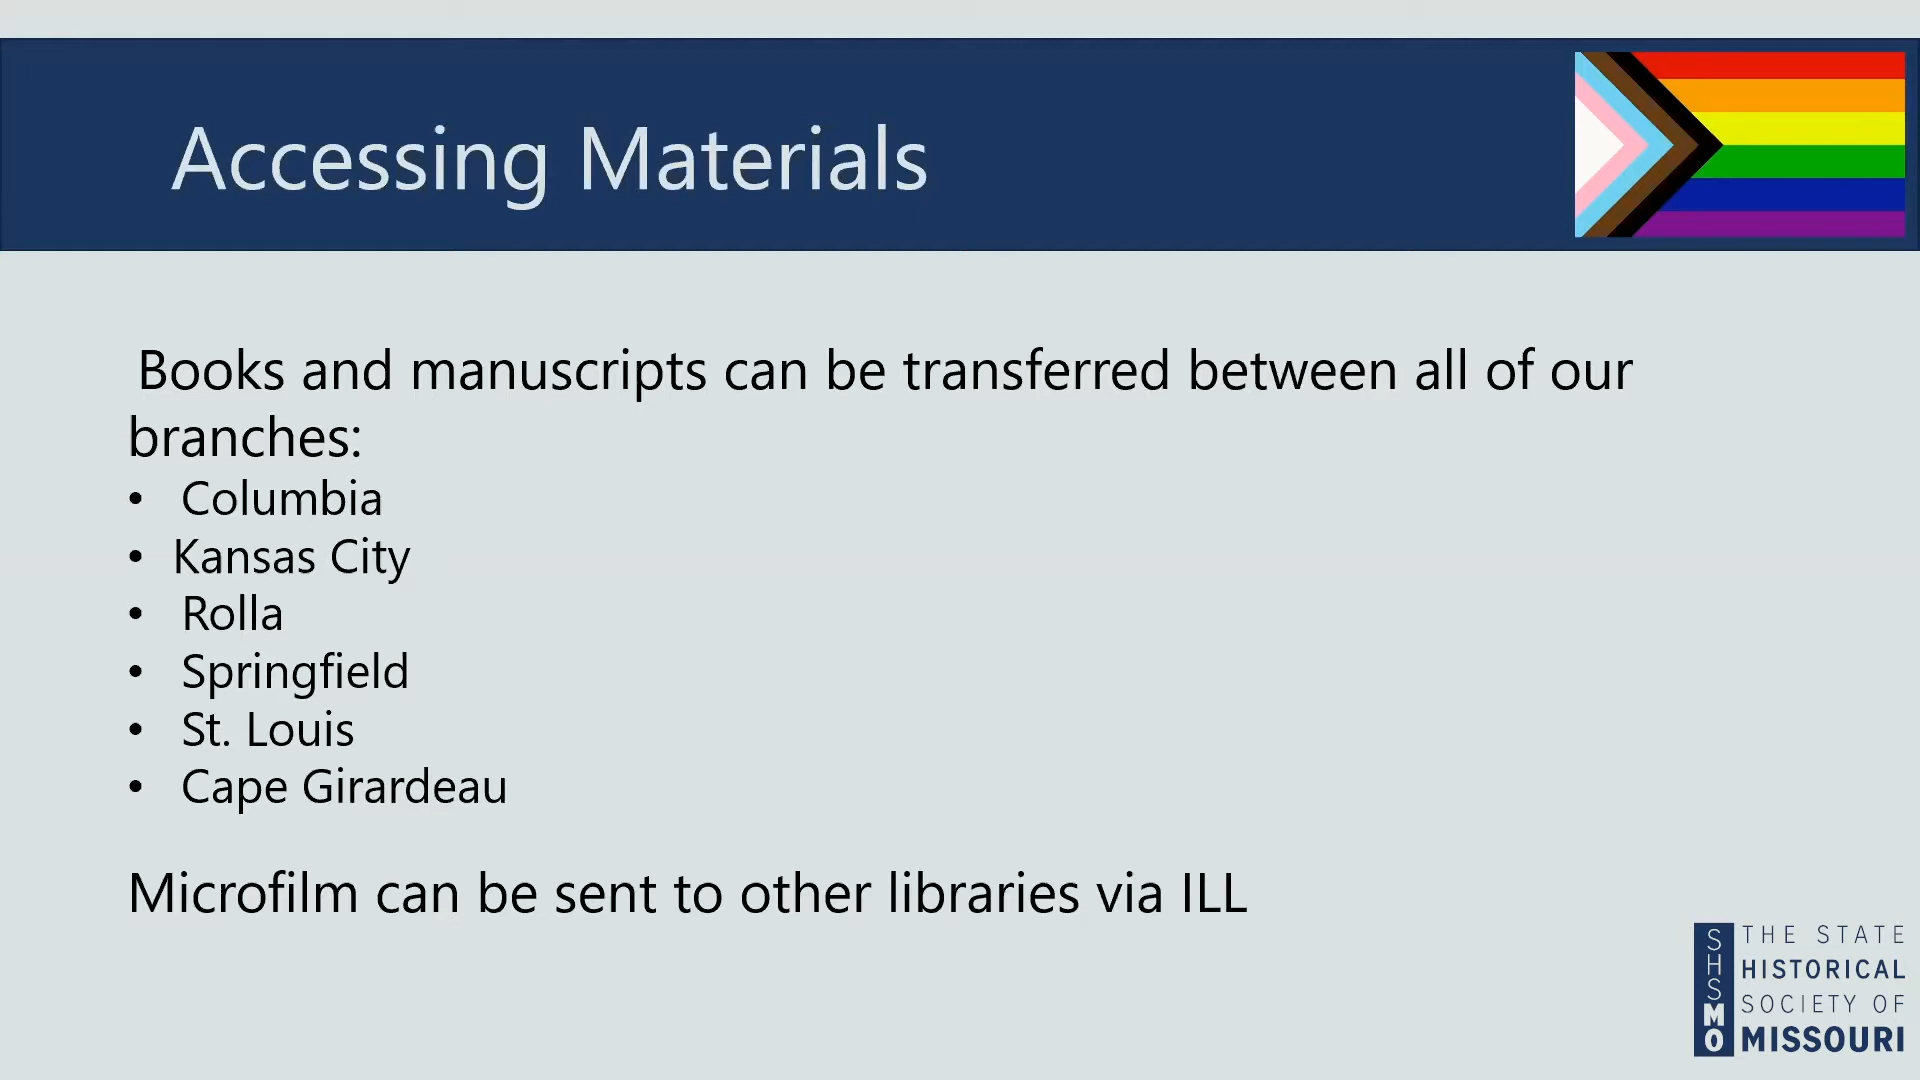 Accessing Materials
Books and manuscripts can be transferred between all of our
branches:
• Columbia
• Kansas City
• Rolla
• Springfield
• St. Louis
• Cape Girardeau
Microfilm can be sent to other libraries via ILL
SHSMO
THE STATE
HISTORICAL
SOCIETY OF
MISSOURI